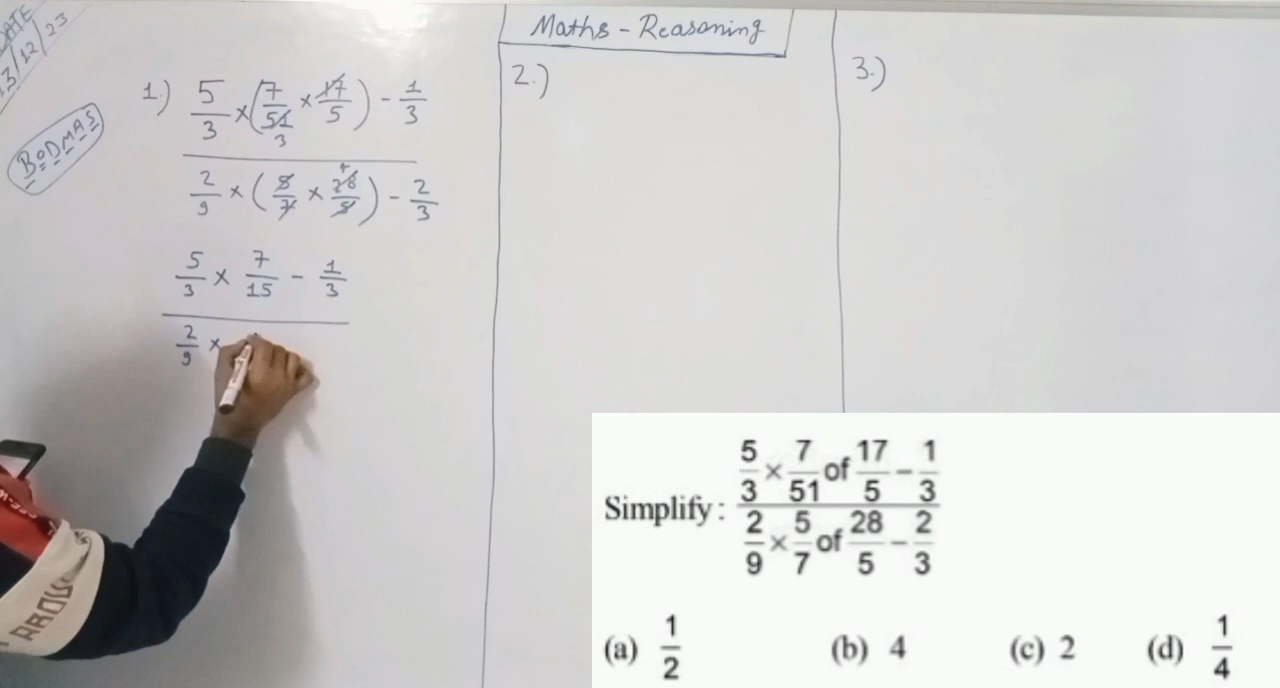 DATE
13/12/23
BODMAS
Maths - Reasoning
1.) 5/3 × (7/51 × 17/5) - 1/3
3
4
2/9 × (5/7 × 28/5) - 2/3
5/3 × 7/15 - 1/3
2/9 ×
2.)
3.)
ABOU
Simplify : 5/3 × 7/51 of 17/5 − 1/3
2/9 × 5/7 of 28/5 − 2/3
(a) 1/2 (b) 4 (c) 2 (d) 1/4